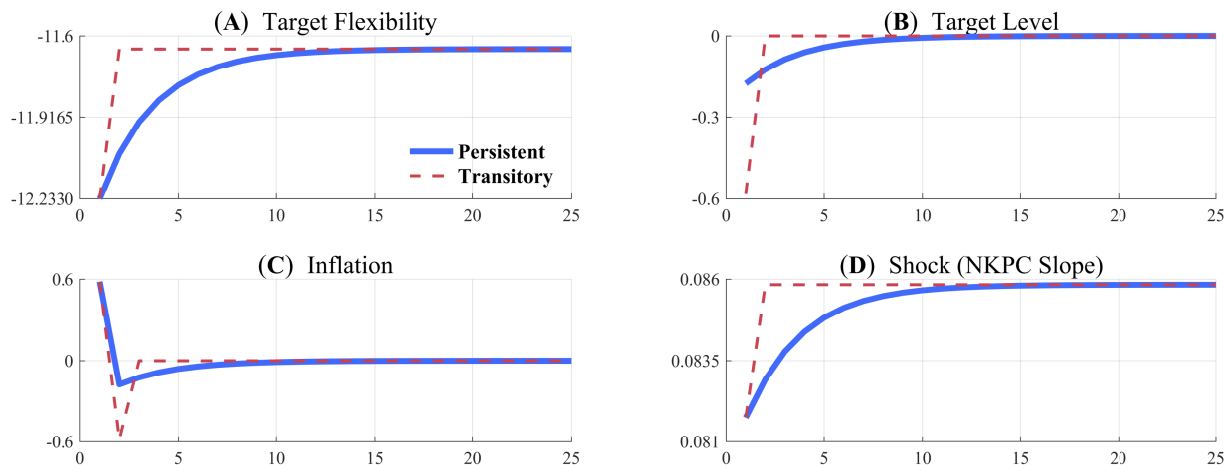 (A) Target Flexibility
-11.6
-11.9165
-12.2330
0 5 10 15 20 25
Persistent
Transitory
(B) Target Level
0
-0.3
-0.6
0 5 10 15 20 25
(C) Inflation
0.6
0
-0.6
0 5 10 15 20 25
(D) Shock (NKPC Slope)
0.086
0.0835
0.081
0 5 10 15 20 25